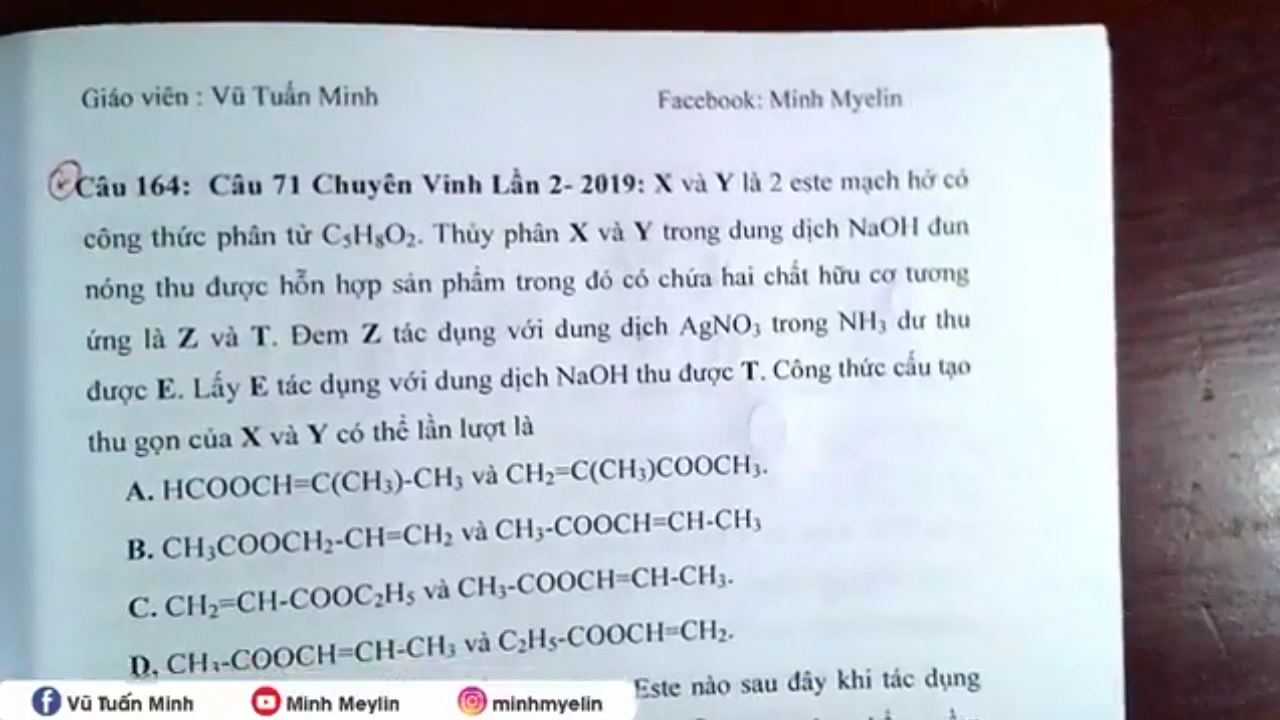 Giáo viên : Vũ Tuấn Minh Facebook: Minh Myelin
Câu 164: Câu 71 Chuyên Vinh Lần 2- 2019: X và Y là 2 este mạch hở có
công thức phân tử C₅H₈O₂. Thủy phân X và Y trong dung dịch NaOH đun
nóng thu được hỗn hợp sản phẩm trong đó có chứa hai chất hữu cơ tương
ứng là Z và T. Đem Z tác dụng với dung dịch AgNO₃ trong NH₃ dư thu
được E. Lấy E tác dụng với dung dịch NaOH thu được T. Công thức cấu tạo
thu gọn của X và Y có thể lần lượt là
A. HCOOCH=C(CH₃)-CH₃ và CH₂=C(CH₃)COOCH₃.
B. CH₃COOCH₂-CH=CH₂ và CH₃-COOCH=CH-CH₃
C. CH₂=CH-COOC₂H₅ và CH₃-COOCH=CH-CH₃.
D. CH₃-COOCH=CH-CH₃ và C₂H₅-COOCH=CH₂.
Este nào sau đây khi tác dụng
Vũ Tuấn Minh Minh Meylin minhmyelin